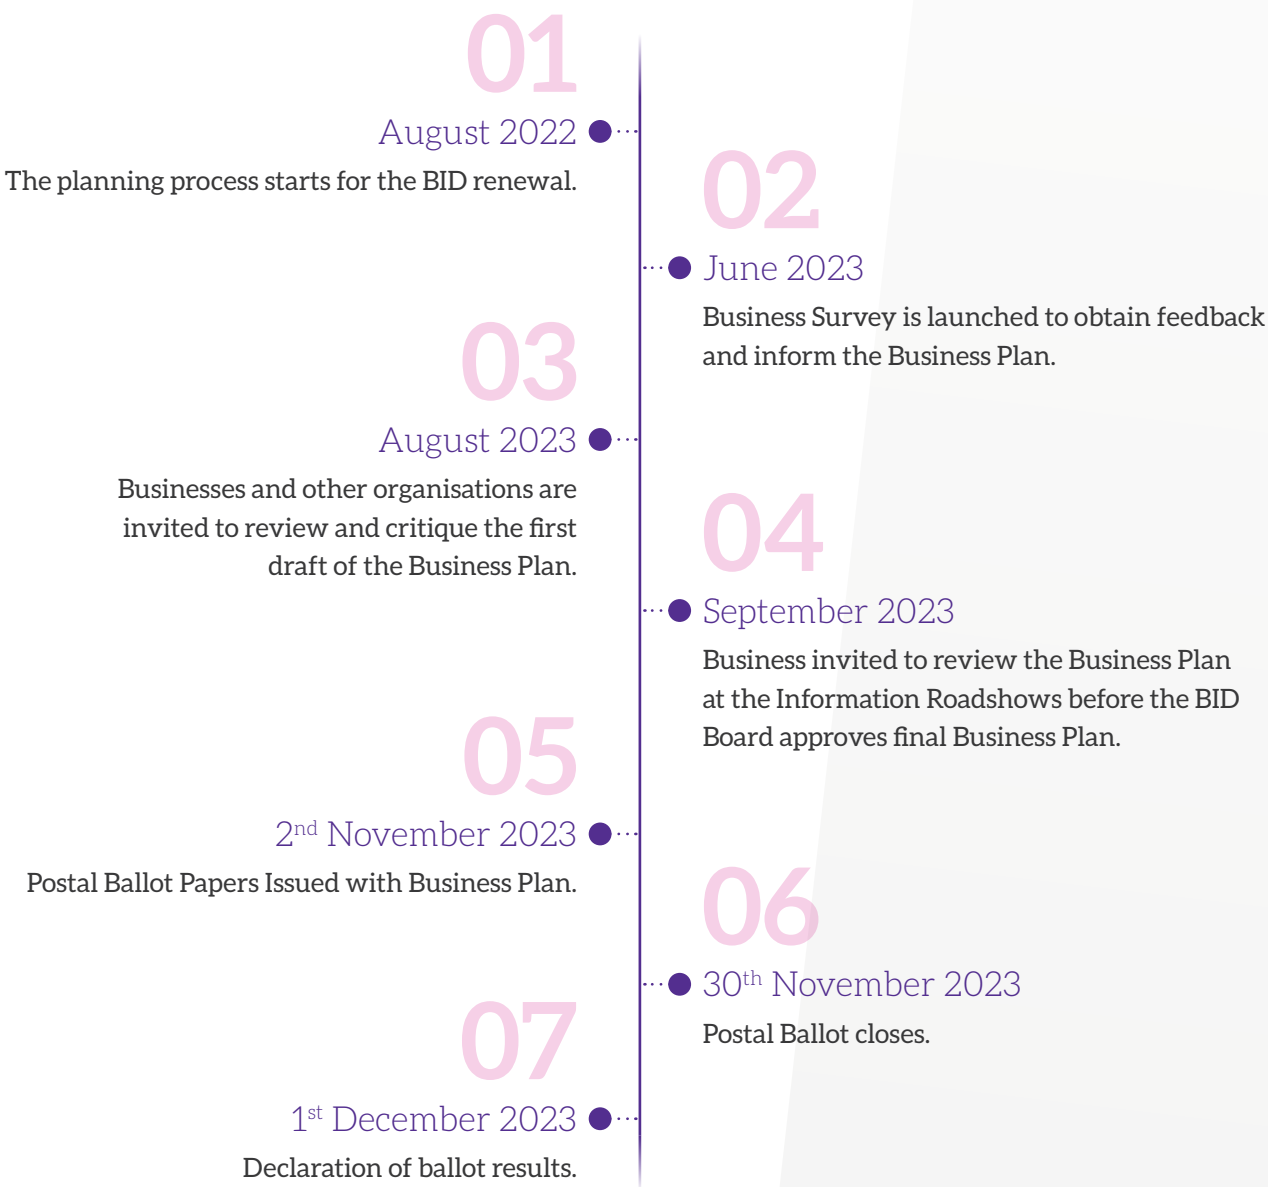 01
August 2022
The planning process starts for the BID renewal.
02
June 2023
Business Survey is launched to obtain feedback
and inform the Business Plan.
03
August 2023
Businesses and other organisations are
invited to review and critique the first
draft of the Business Plan.
04
September 2023
Business invited to review the Business Plan
at the Information Roadshows before the BID
Board approves final Business Plan.
05
2nd November 2023
Postal Ballot Papers Issued with Business Plan.
06
30th November 2023
Postal Ballot closes.
07
1st December 2023
Declaration of ballot results.